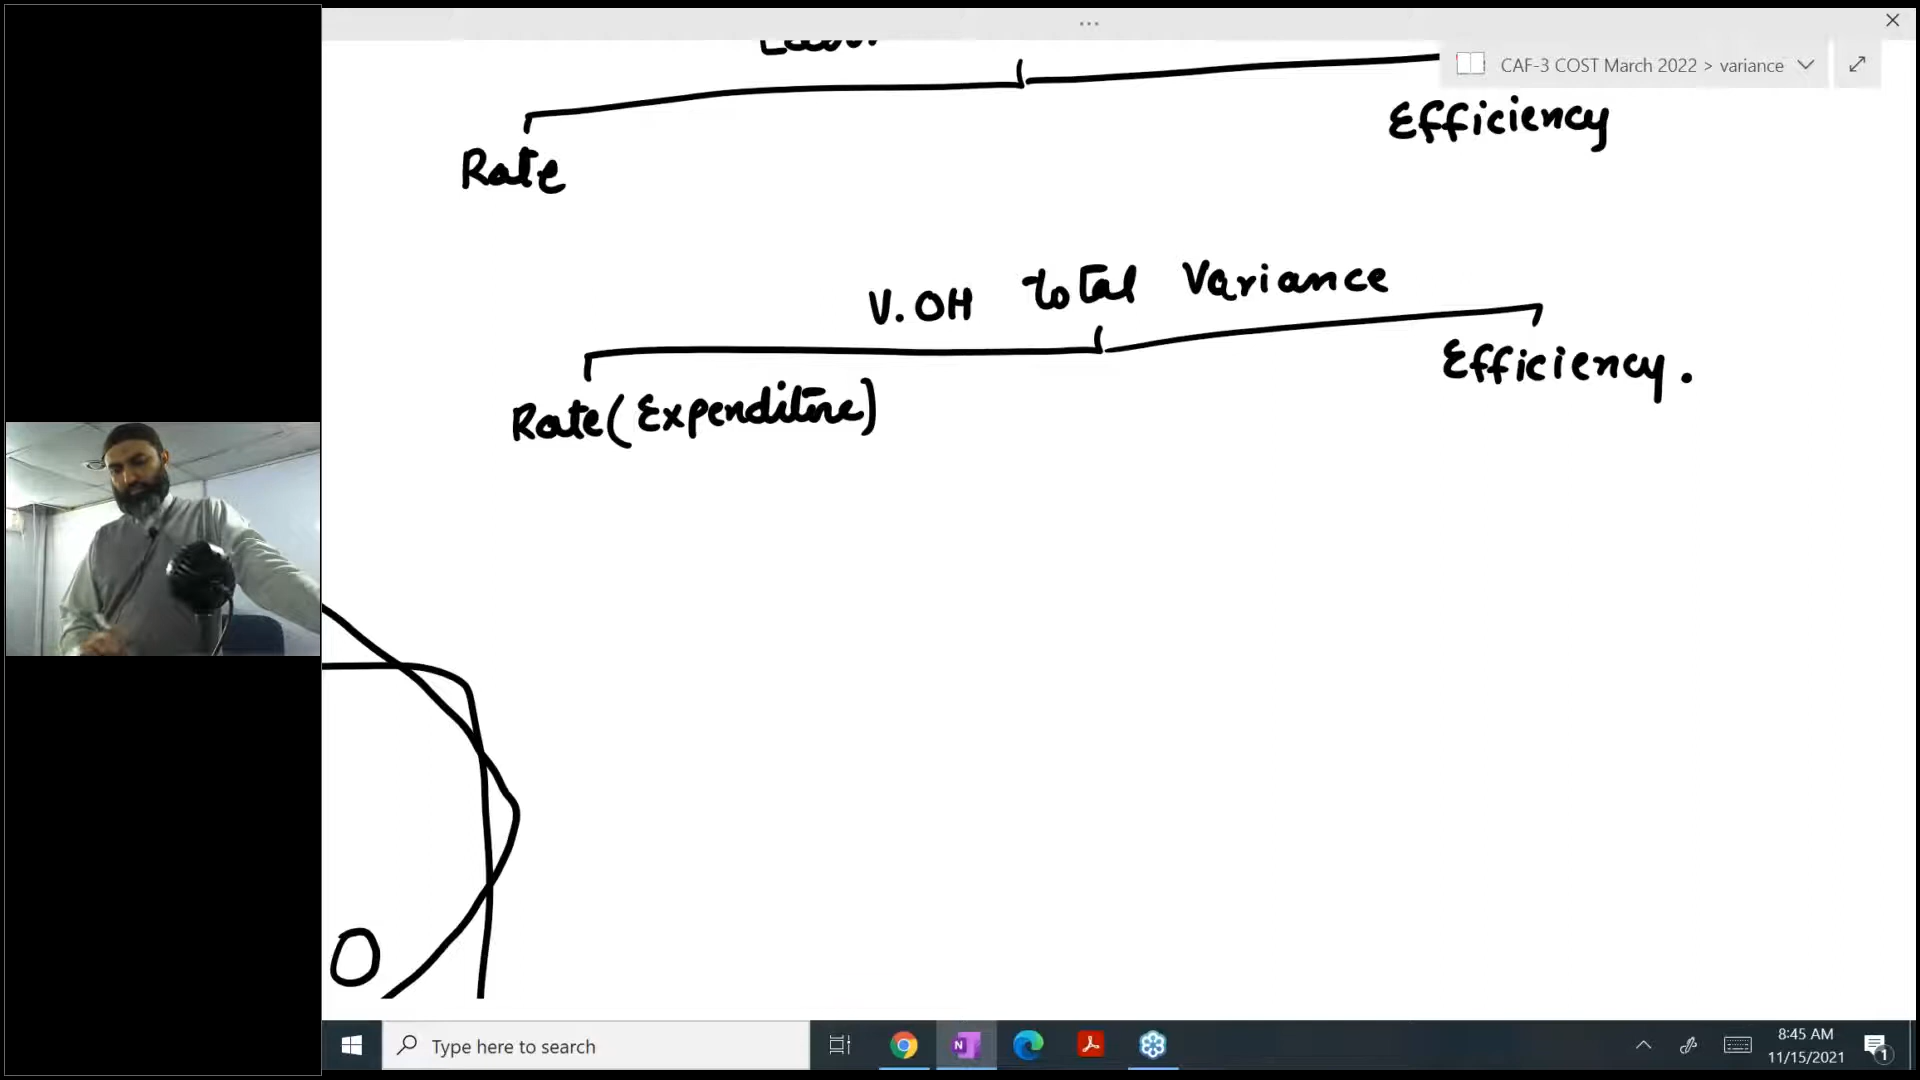 CAF-3 COST March 2022 > variance
Efficiency
Rate
V.OH total Variance
Rate (Expenditure)
Efficiency.
O
Type here to search
8:45 AM
11/15/2021
1